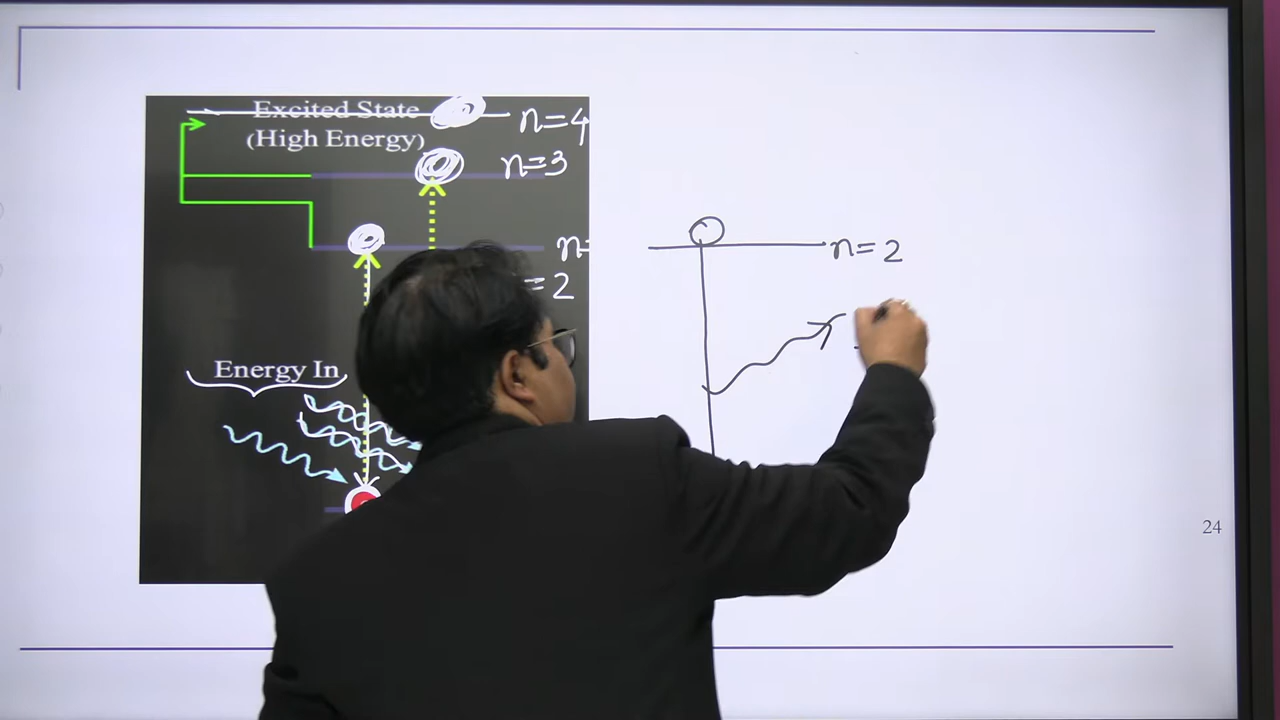 Excited State
n=4
(High Energy)
n=3
n=
=2
n=2
Energy In
24